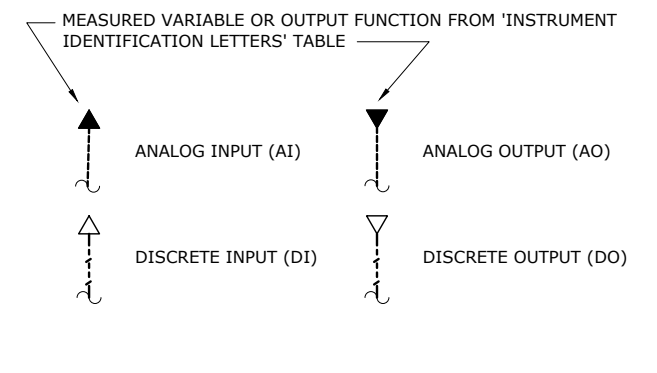 MEASURED VARIABLE OR OUTPUT FUNCTION FROM 'INSTRUMENT
IDENTIFICATION LETTERS' TABLE
ANALOG INPUT (AI)
ANALOG OUTPUT (AO)
DISCRETE INPUT (DI)
DISCRETE OUTPUT (DO)